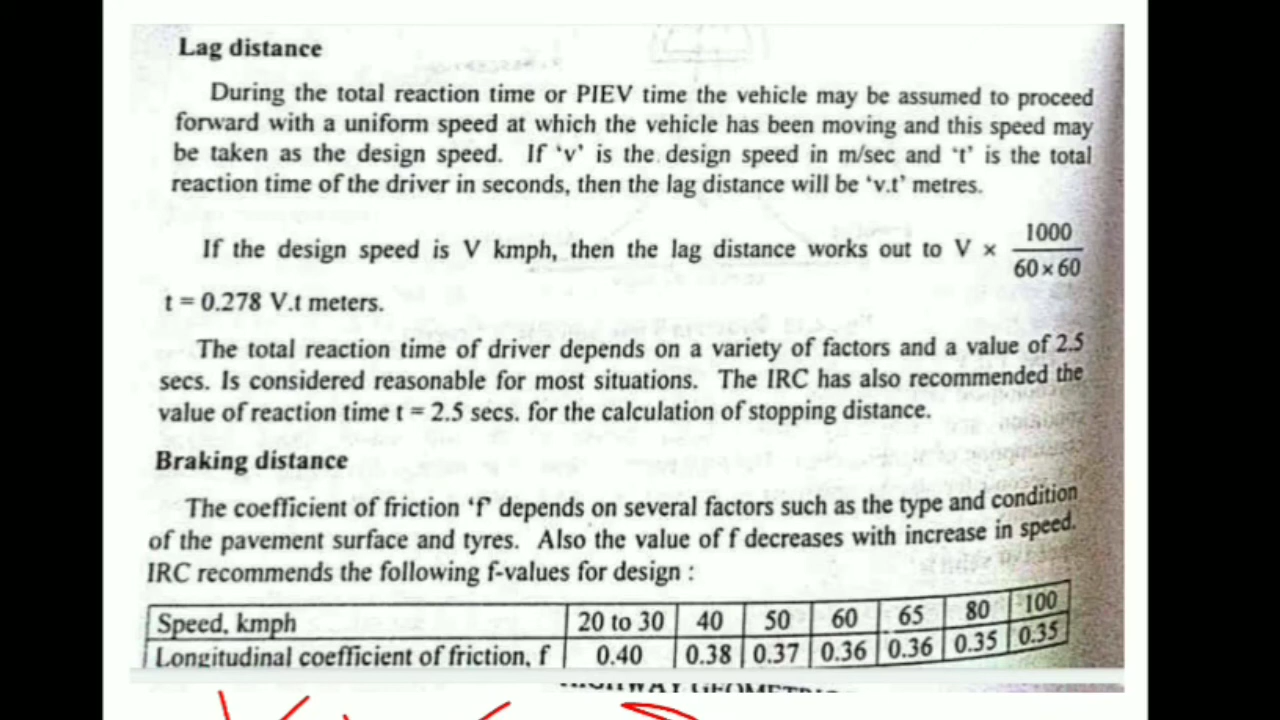 Lag distance
During the total reaction time or PIEV time the vehicle may be assumed to proceed
forward with a uniform speed at which the vehicle has been moving and this speed may
be taken as the design speed. If ‘v’ is the design speed in m/sec and ‘t’ is the total
reaction time of the driver in seconds, then the lag distance will be ‘v.t’ metres.
If the design speed is V kmph, then the lag distance works out to V × 1000 / 60 × 60
t = 0.278 V.t meters.
The total reaction time of driver depends on a variety of factors and a value of 2.5
secs. Is considered reasonable for most situations. The IRC has also recommended the
value of reaction time t = 2.5 secs. for the calculation of stopping distance.
Braking distance
The coefficient of friction ‘f’ depends on several factors such as the type and condition
of the pavement surface and tyres. Also the value of f decreases with increase in speed.
IRC recommends the following f-values for design :
Speed, kmph 20 to 30 40 50 60 65 80 100
Longitudinal coefficient of friction, f 0.40 0.38 0.37 0.36 0.36 0.35 0.35